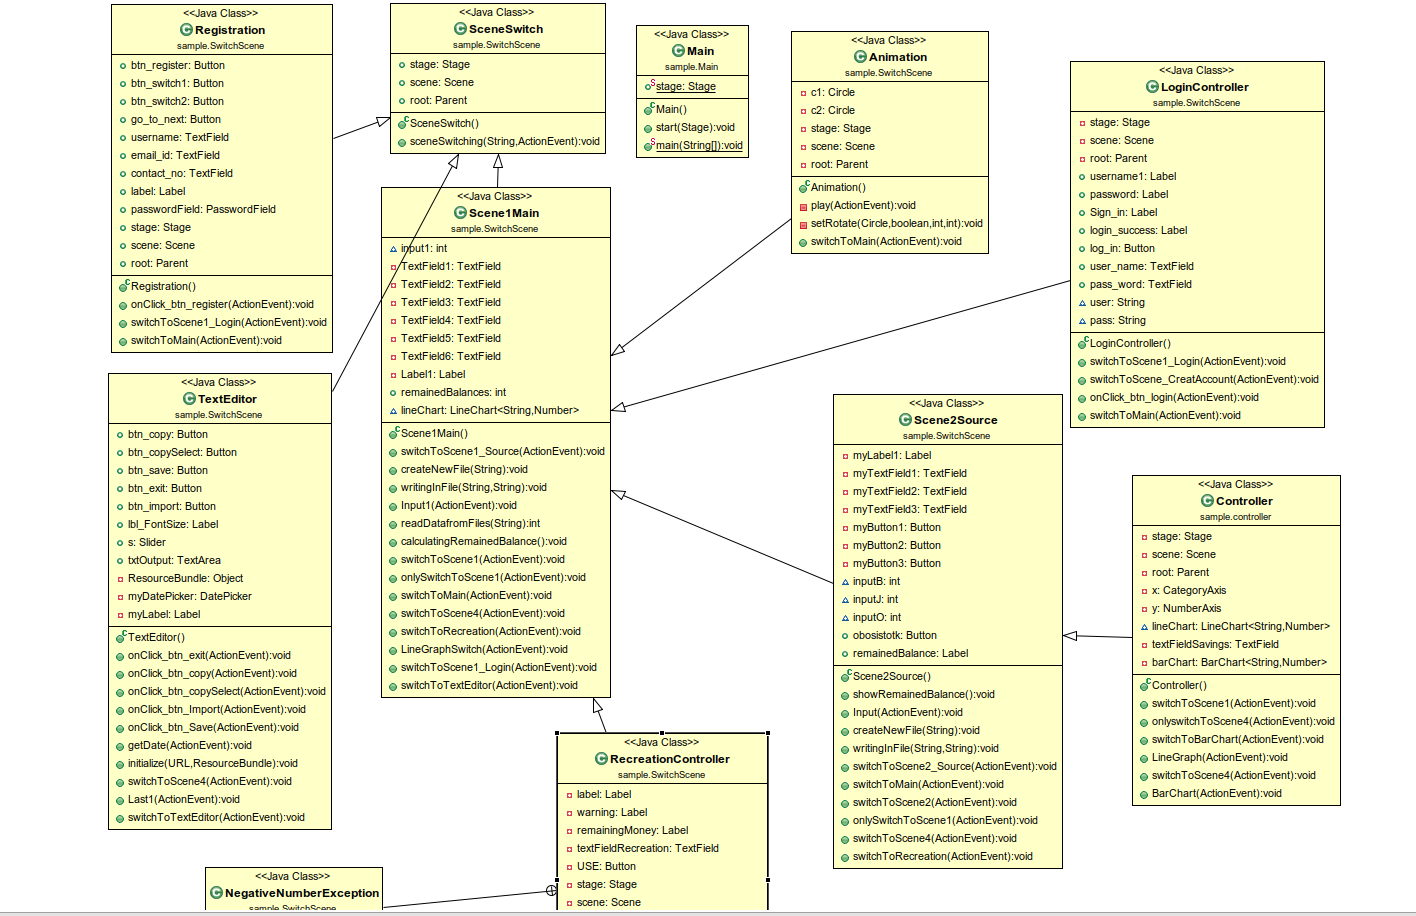 <<Java Class>>
Registration
sample.SwitchScene
btn_register: Button
btn_switch1: Button
btn_switch2: Button
go_to_next: Button
username: TextField
email_id: TextField
contact_no: TextField
label: Label
passwordField: PasswordField
stage: Stage
scene: Scene
root: Parent
Registration()
onClick_btn_register(ActionEvent):void
switchToScene1_Login(ActionEvent):void
switchToMain(ActionEvent):void
<<Java Class>>
SceneSwitch
sample.SwitchScene
stage: Stage
scene: Scene
root: Parent
SceneSwitch()
sceneSwitching(String,ActionEvent):void
<<Java Class>>
Main
sample.Main
stage: Stage
Main()
start(Stage):void
main(String[]):void
<<Java Class>>
Animation
sample.SwitchScene
c1: Circle
c2: Circle
stage: Stage
scene: Scene
root: Parent
Animation()
play(ActionEvent):void
setRotate(Circle,boolean,int,int):void
switchToMain(ActionEvent):void
<<Java Class>>
LoginController
sample.SwitchScene
stage: Stage
scene: Scene
root: Parent
username1: Label
password: Label
Sign_in: Label
login_success: Label
log_in: Button
user_name: TextField
pass_word: TextField
user: String
pass: String
LoginController()
switchToScene1_Login(ActionEvent):void
switchToScene_CreatAccount(ActionEvent):void
onClick_btn_login(ActionEvent):void
switchToMain(ActionEvent):void
<<Java Class>>
Scene1Main
sample.SwitchScene
input1: int
TextField1: TextField
TextField2: TextField
TextField3: TextField
TextField4: TextField
TextField5: TextField
TextField6: TextField
Label1: Label
remainedBalances: int
lineChart: LineChart<String,Number>
Scene1Main()
switchToScene1_Source(ActionEvent):void
createNewFile(String):void
writingInFile(String,String):void
Input1(ActionEvent):void
readDatafromFiles(String):int
calculatingRemainedBalance():void
switchToScene1(ActionEvent):void
onlySwitchToScene1(ActionEvent):void
switchToMain(ActionEvent):void
switchToScene4(ActionEvent):void
switchToRecreation(ActionEvent):void
LineGraphSwitch(ActionEvent):void
switchToScene1_Login(ActionEvent):void
switchToTextEditor(ActionEvent):void
<<Java Class>>
TextEditor
sample.SwitchScene
btn_copy: Button
btn_copySelect: Button
btn_save: Button
btn_exit: Button
btn_import: Button
lbl_FontSize: Label
s: Slider
txtOutput: TextArea
ResourceBundle: Object
myDatePicker: DatePicker
myLabel: Label
TextEditor()
onClick_btn_exit(ActionEvent):void
onClick_btn_copy(ActionEvent):void
onClick_btn_copySelect(ActionEvent):void
onClick_btn_Import(ActionEvent):void
onClick_btn_Save(ActionEvent):void
getDate(ActionEvent):void
initialize(URL,ResourceBundle):void
switchToScene4(ActionEvent):void
Last1(ActionEvent):void
switchToTextEditor(ActionEvent):void
<<Java Class>>
Scene2Source
sample.SwitchScene
myLabel1: Label
myTextField1: TextField
myTextField2: TextField
myTextField3: TextField
myButton1: Button
myButton2: Button
myButton3: Button
inputB: int
inputJ: int
inputO: int
obosistotk: Button
remainedBalance: Label
Scene2Source()
showRemainedBalance():void
Input(ActionEvent):void
createNewFile(String):void
writingInFile(String,String):void
switchToScene2_Source(ActionEvent):void
switchToMain(ActionEvent):void
switchToScene2(ActionEvent):void
onlySwitchToScene1(ActionEvent):void
switchToScene4(ActionEvent):void
switchToRecreation(ActionEvent):void
<<Java Class>>
Controller
sample.controller
stage: Stage
scene: Scene
root: Parent
x: CategoryAxis
y: NumberAxis
lineChart: LineChart<String,Number>
textFieldSavings: TextField
barChart: BarChart<String,Number>
Controller()
switchToScene1(ActionEvent):void
onlyswitchToScene4(ActionEvent):void
switchToBarChart(ActionEvent):void
LineGraph(ActionEvent):void
switchToScene4(ActionEvent):void
BarChart(ActionEvent):void
<<Java Class>>
RecreationController
sample.SwitchScene
label: Label
warning: Label
remainingMoney: Label
textFieldRecreation: TextField
USE: Button
stage: Stage
scene: Scene
<<Java Class>>
NegativeNumberException
sample.SwitchScene